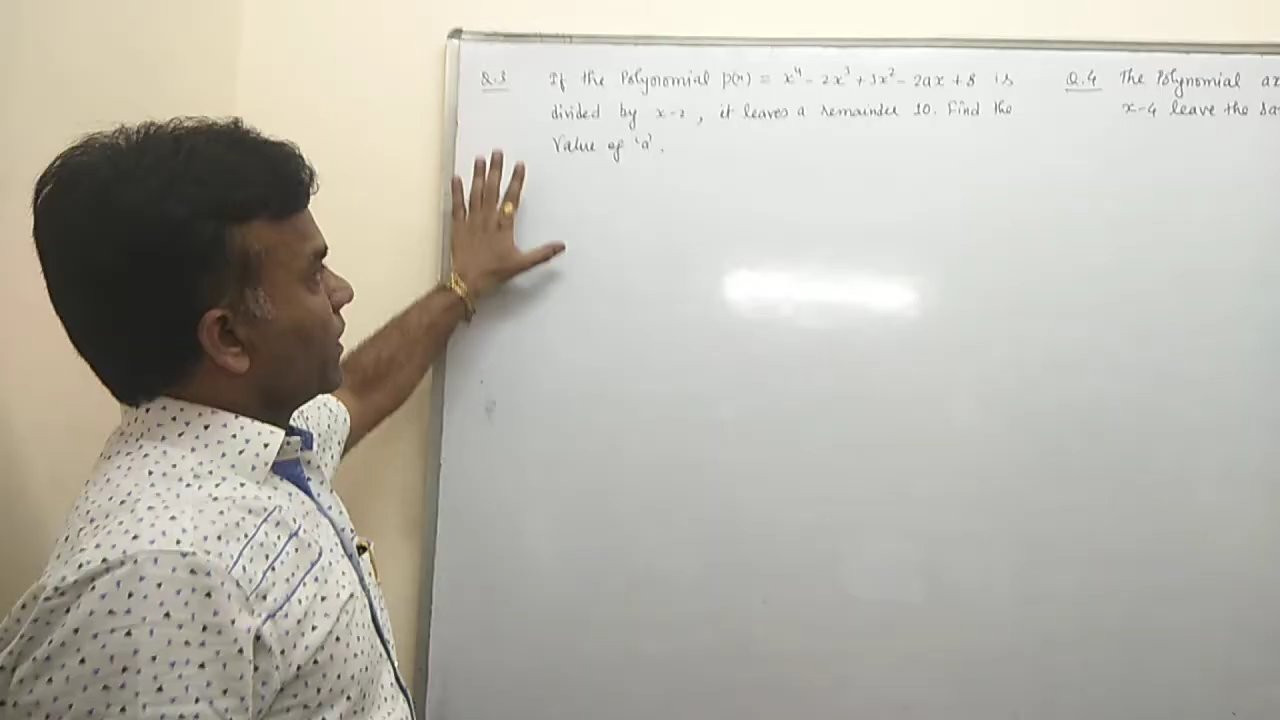 Q.3 If the Polynomial p(x) = x⁴ - 2x³ + 3x² - 2ax + 8 is
divided by x-2, it leaves a remainder 10. Find the
Value of 'a'.
Q.4 The Polynomial ax
x-4 leave the sa